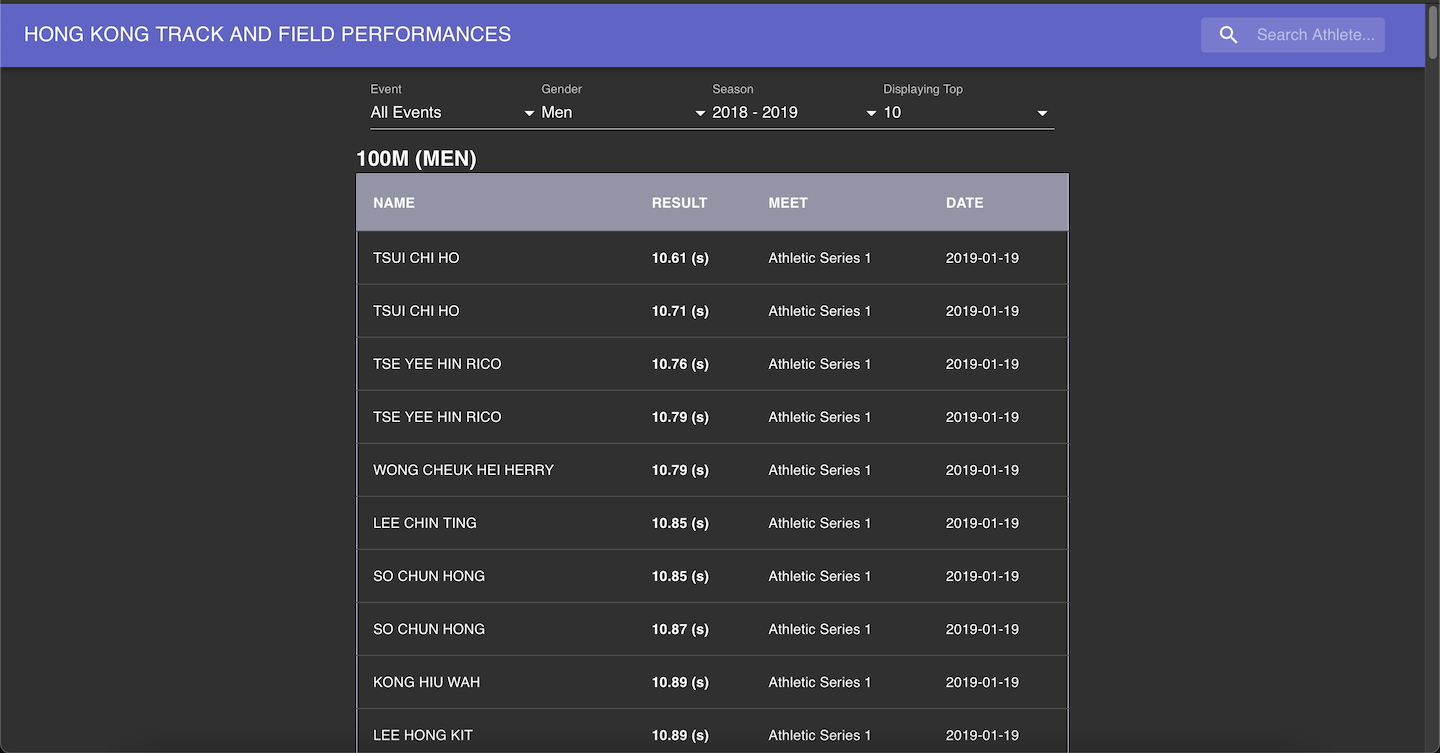 HONG KONG TRACK AND FIELD PERFORMANCES
Search Athlete...
Event Gender Season Displaying Top
All Events Men 2018 - 2019 10
100M (MEN)
NAME RESULT MEET DATE
TSUI CHI HO 10.61 (s) Athletic Series 1 2019-01-19
TSUI CHI HO 10.71 (s) Athletic Series 1 2019-01-19
TSE YEE HIN RICO 10.76 (s) Athletic Series 1 2019-01-19
TSE YEE HIN RICO 10.79 (s) Athletic Series 1 2019-01-19
WONG CHEUK HEI HERRY 10.79 (s) Athletic Series 1 2019-01-19
LEE CHIN TING 10.85 (s) Athletic Series 1 2019-01-19
SO CHUN HONG 10.85 (s) Athletic Series 1 2019-01-19
SO CHUN HONG 10.87 (s) Athletic Series 1 2019-01-19
KONG HIU WAH 10.89 (s) Athletic Series 1 2019-01-19
LEE HONG KIT 10.89 (s) Athletic Series 1 2019-01-19